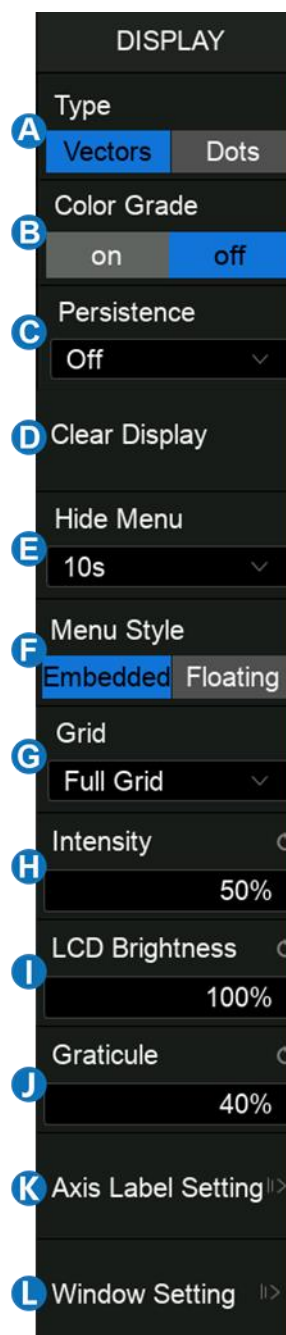 DISPLAY
Type
A
Vectors Dots
Color Grade
B
on off
Persistence
C
Off
D Clear Display
Hide Menu
E
10s
Menu Style
F
Embedded Floating
Grid
G
Full Grid
Intensity
H
50%
LCD Brightness
I
100%
Graticule
J
40%
K Axis Label Setting
L Window Setting